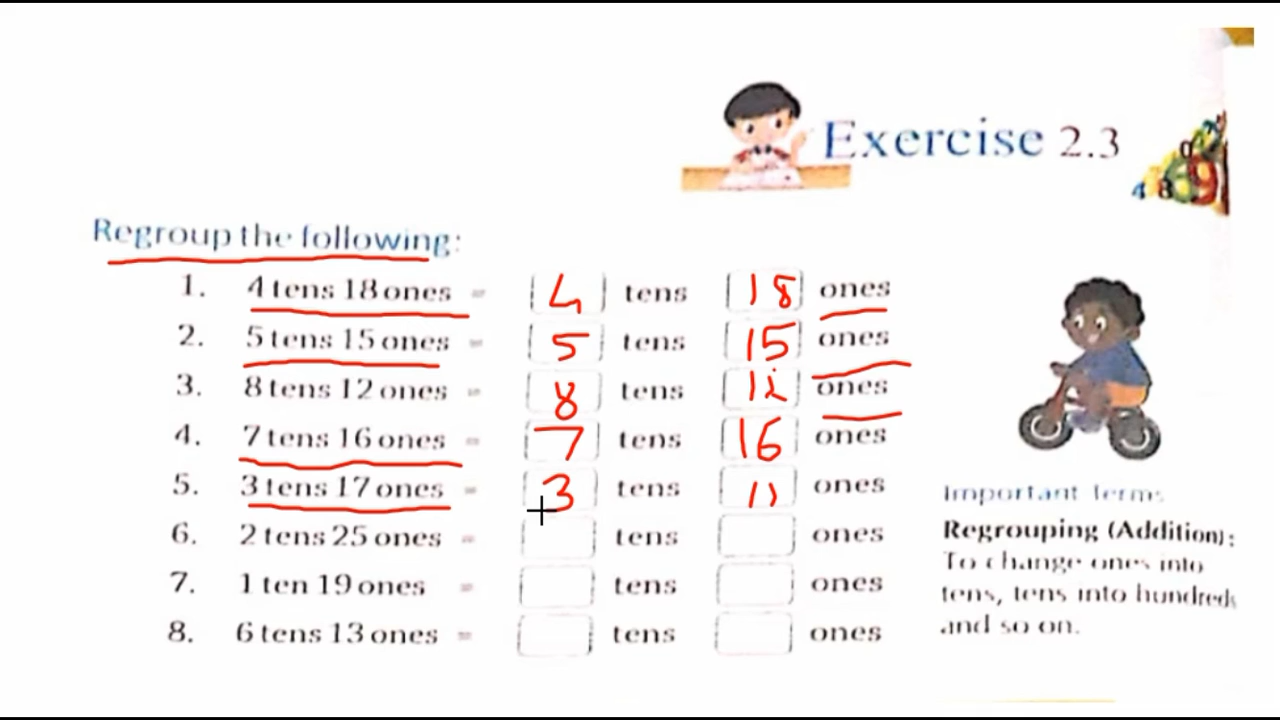 Exercise 2.3
Regroup the following:
1. 4 tens 18 ones = 4 tens 18 ones
2. 5 tens 15 ones = 5 tens 15 ones
3. 8 tens 12 ones = 8 tens 12 ones
4. 7 tens 16 ones = 7 tens 16 ones
5. 3 tens 17 ones = 3 tens ones
6. 2 tens 25 ones = tens ones
7. 1 ten 19 ones = tens ones
8. 6 tens 13 ones = tens ones
Important Terms
Regrouping (Addition):
To change ones into
tens, tens into hundreds
and so on.